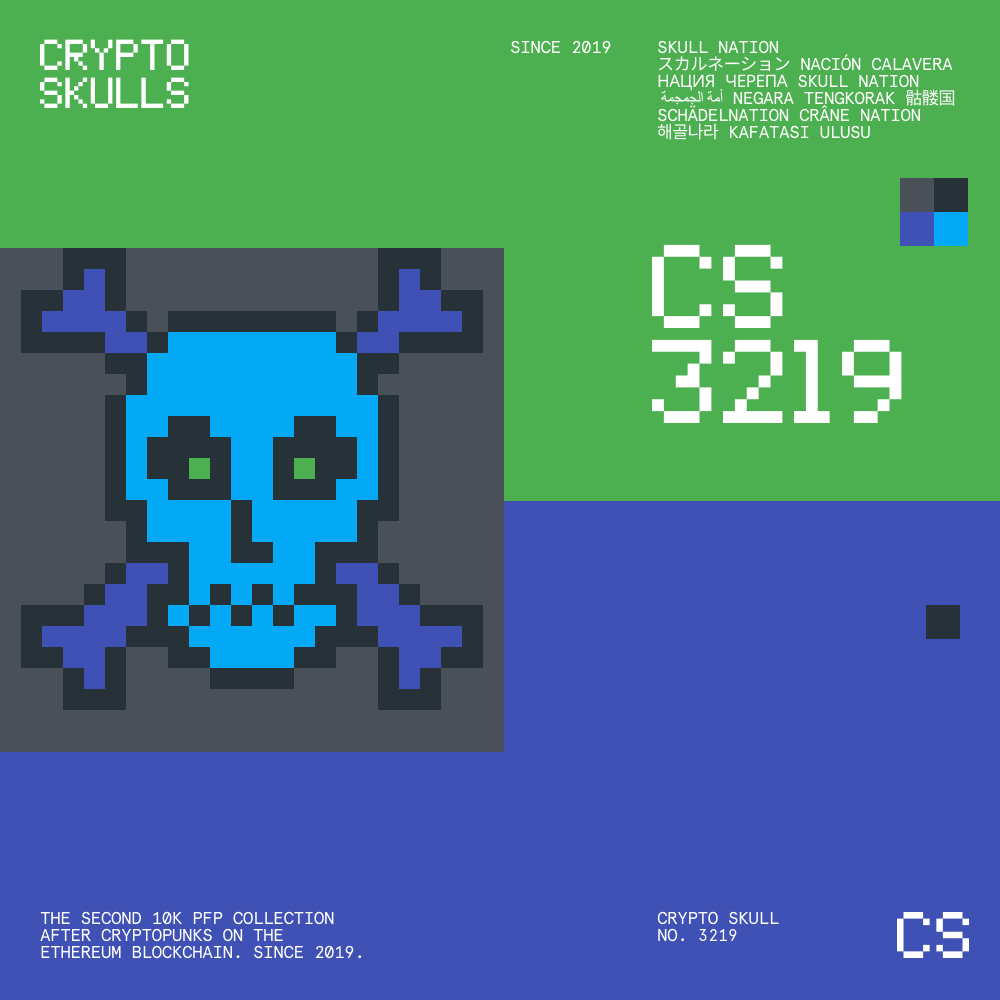 CRYPTO
SKULLS
SINCE 2019
SKULL NATION
スカルネーション NACIÓN CALAVERA
НАЦИЯ ЧЕРЕПА SKULL NATION
أمة الجمجمة NEGARA TENGKORAK 骷髅国
SCHÄDELNATION CRÂNE NATION
해골나라 KAFATASI ULUSU
CS
3219
THE SECOND 10K PFP COLLECTION
AFTER CRYPTOPUNKS ON THE
ETHEREUM BLOCKCHAIN. SINCE 2019.
CRYPTO SKULL
NO. 3219
CS